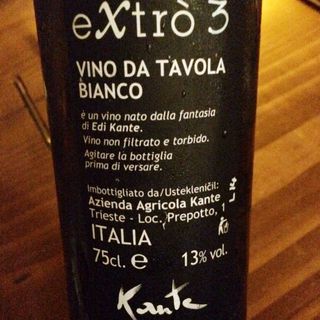 extrò 3
VINO DA TAVOLA
BIANCO
è un vino nato dalla fantasia
di Edi Kante.
Vino non filtrato e torbido.
Agitare la bottiglia
prima di versare.
Imbottigliato da/Ustekleničil:
Azienda Agricola Kante
Trieste - Loc. Prepotto, 1
ITALIA
75cl. e 13% vol.
Kante